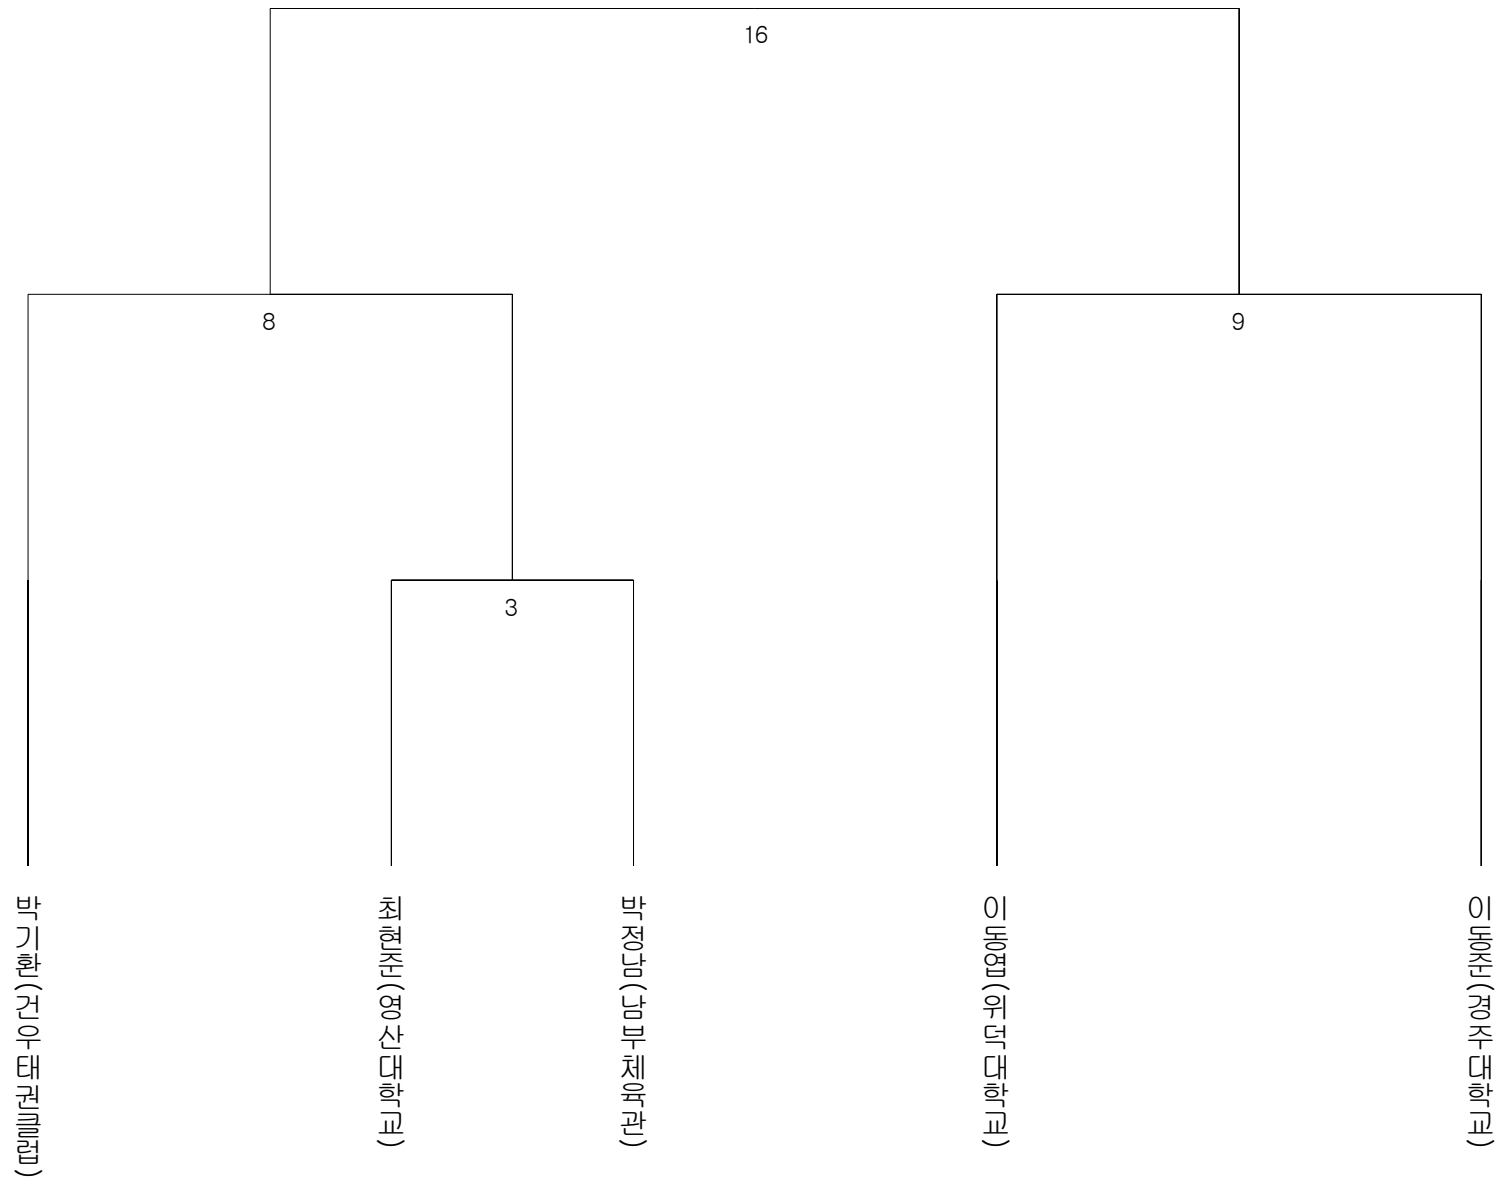 16
8
9
3
박기환(건우태권클럽)
최현준(영산대학교)
박정남(남부체육관)
이동엽(위덕대학교)
이동준(경주대학교)